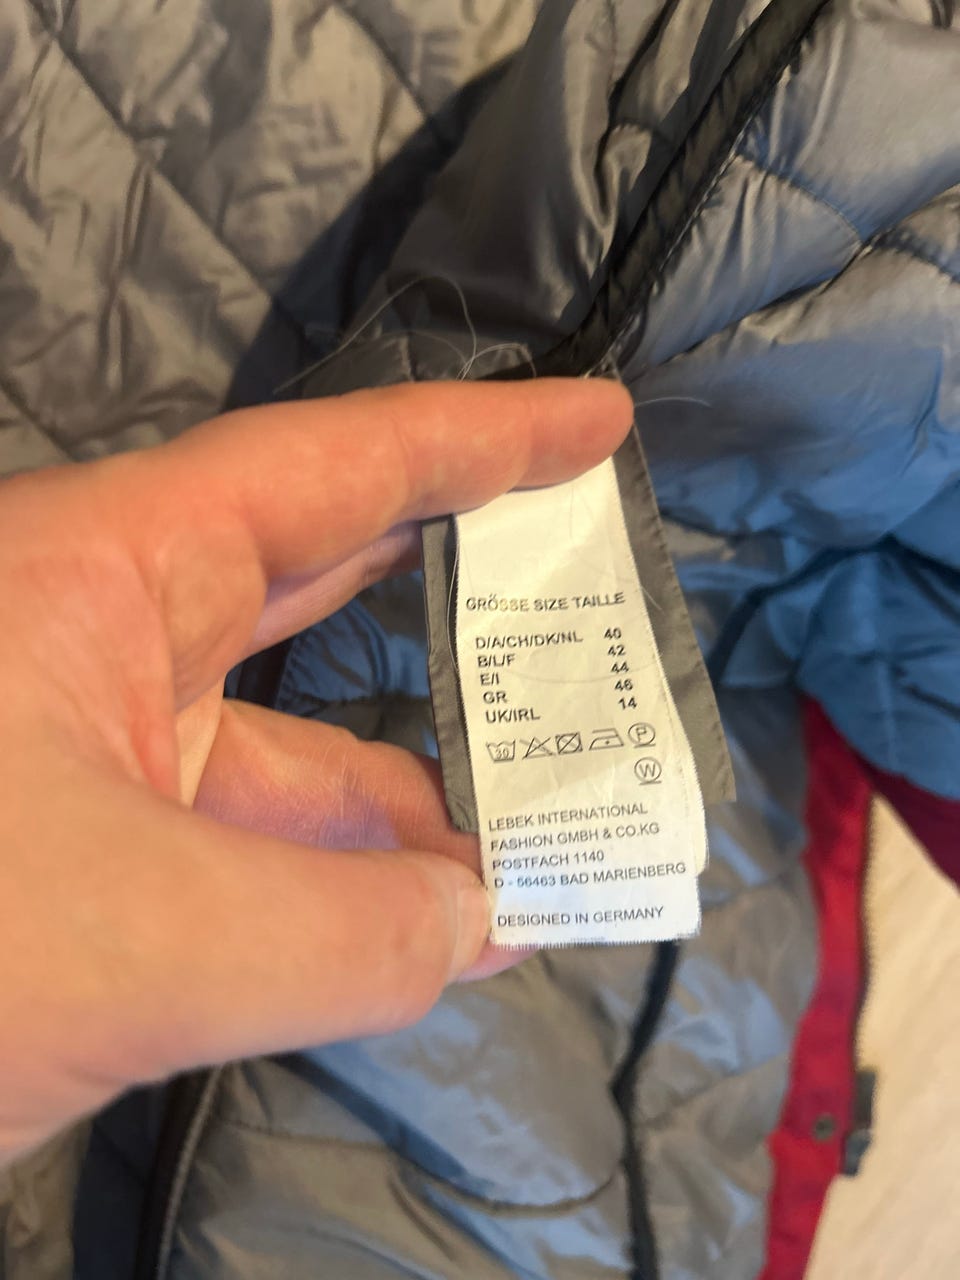 GRÖSSE SIZE TAILLE
D/A/CH/DK/NL 40
B/L/F 42
E/I 44
GR 46
UK/IRL 14
30
P
W
LEBEK INTERNATIONAL
FASHION GMBH & CO.KG
POSTFACH 1140
D - 56463 BAD MARIENBERG
DESIGNED IN GERMANY